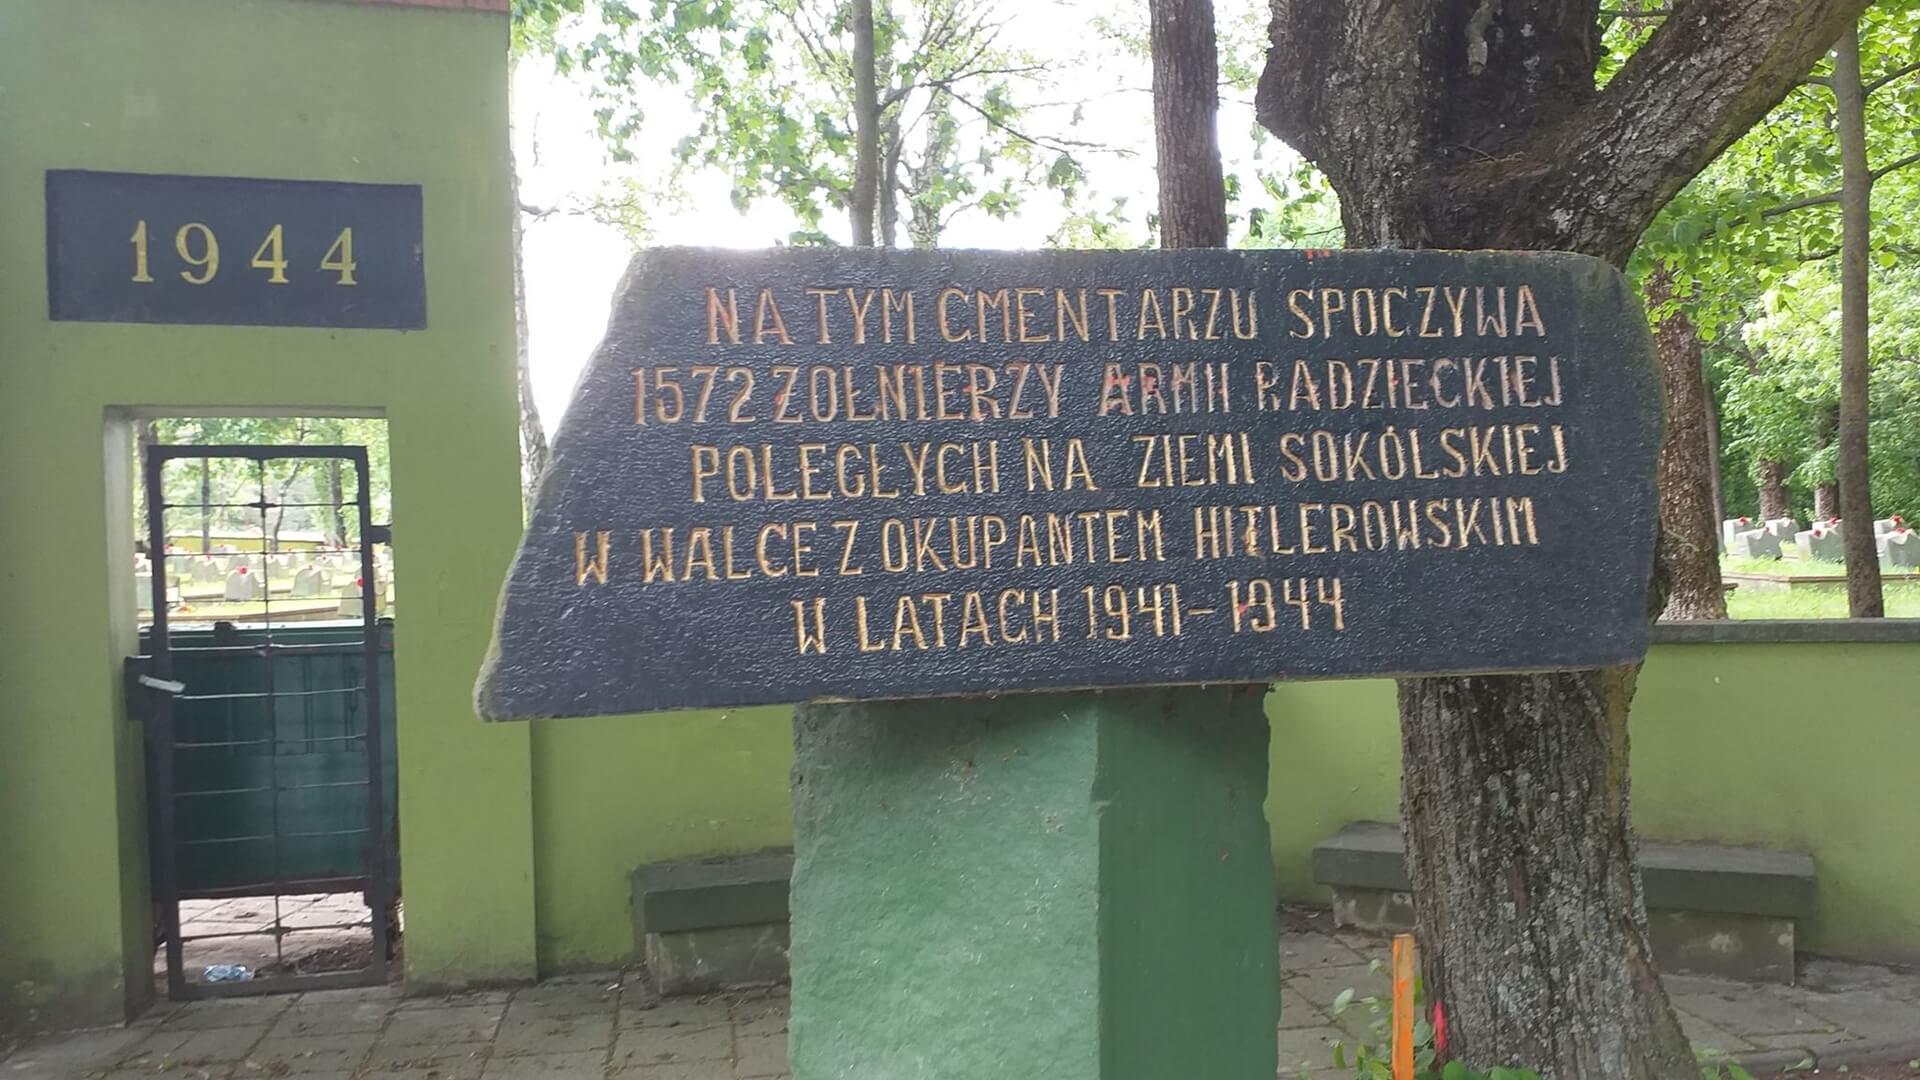 1944
NA TYM CMENTARZU SPOCZYWA
1572 ŻOŁNIERZY ARMII RADZIECKIEJ
POLEGŁYCH NA ZIEMI SOKÓLSKIEJ
W WALCE Z OKUPANTEM HITLEROWSKIM
W LATACH 1941-1944